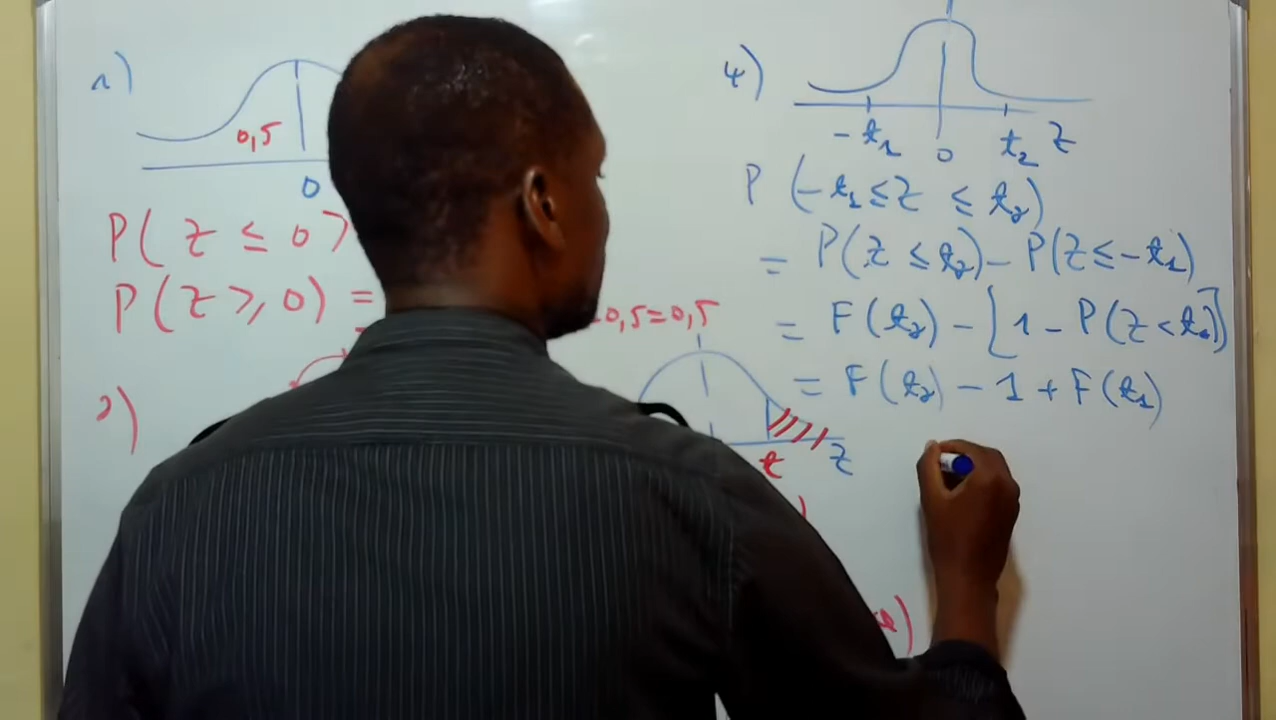 1)
0,5
0
P( Z ≤ 0)
P(Z ≥ 0) =
-0,5=0,5
2)
t Z
4)
-t₁ 0 t₂ Z
P (-t₁ ≤ Z ≤ t₂)
= P(Z ≤ t₂) - P(Z ≤ -t₁)
= F(t₂) - [1 - P(Z < t₁)]
= F(t₂) - 1 + F(t₁)